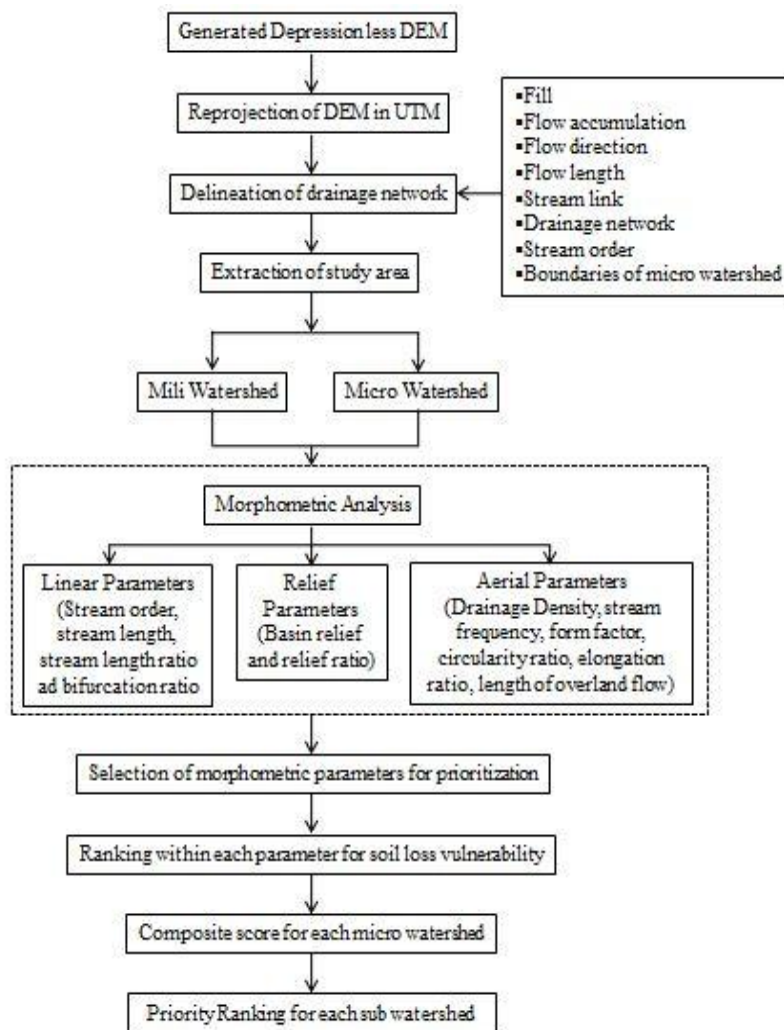 Generated Depression less DEM
Reprojection of DEM in UTM
▪Fill
▪Flow accumulation
▪Flow direction
▪Flow length
▪Stream link
▪Drainage network
▪Stream order
▪Boundaries of micro watershed
Delineation of drainage network
Extraction of study area
Mili Watershed
Micro Watershed
Morphometric Analysis
Linear Parameters
(Stream order,
stream length,
stream length ratio
ad bifurcation ratio
Relief
Parameters
(Basin relief
and relief ratio)
Aerial Parameters
(Drainage Density, stream
frequency, form factor,
circularity ratio, elongation
ratio, length of overland flow)
Selection of morphometric parameters for prioritization
Ranking within each parameter for soil loss vulnerability
Composite score for each micro watershed
Priority Ranking for each sub watershed